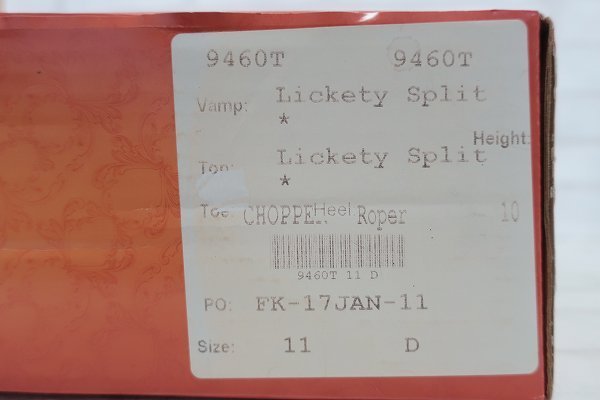 9460T 9460T
Vamp: Lickety Split
*
Height:
Top: Lickety Split
*
Toe: CHOPPER Heel Roper 10
9460T 11 D
PO: FK-17JAN-11
Size: 11 D